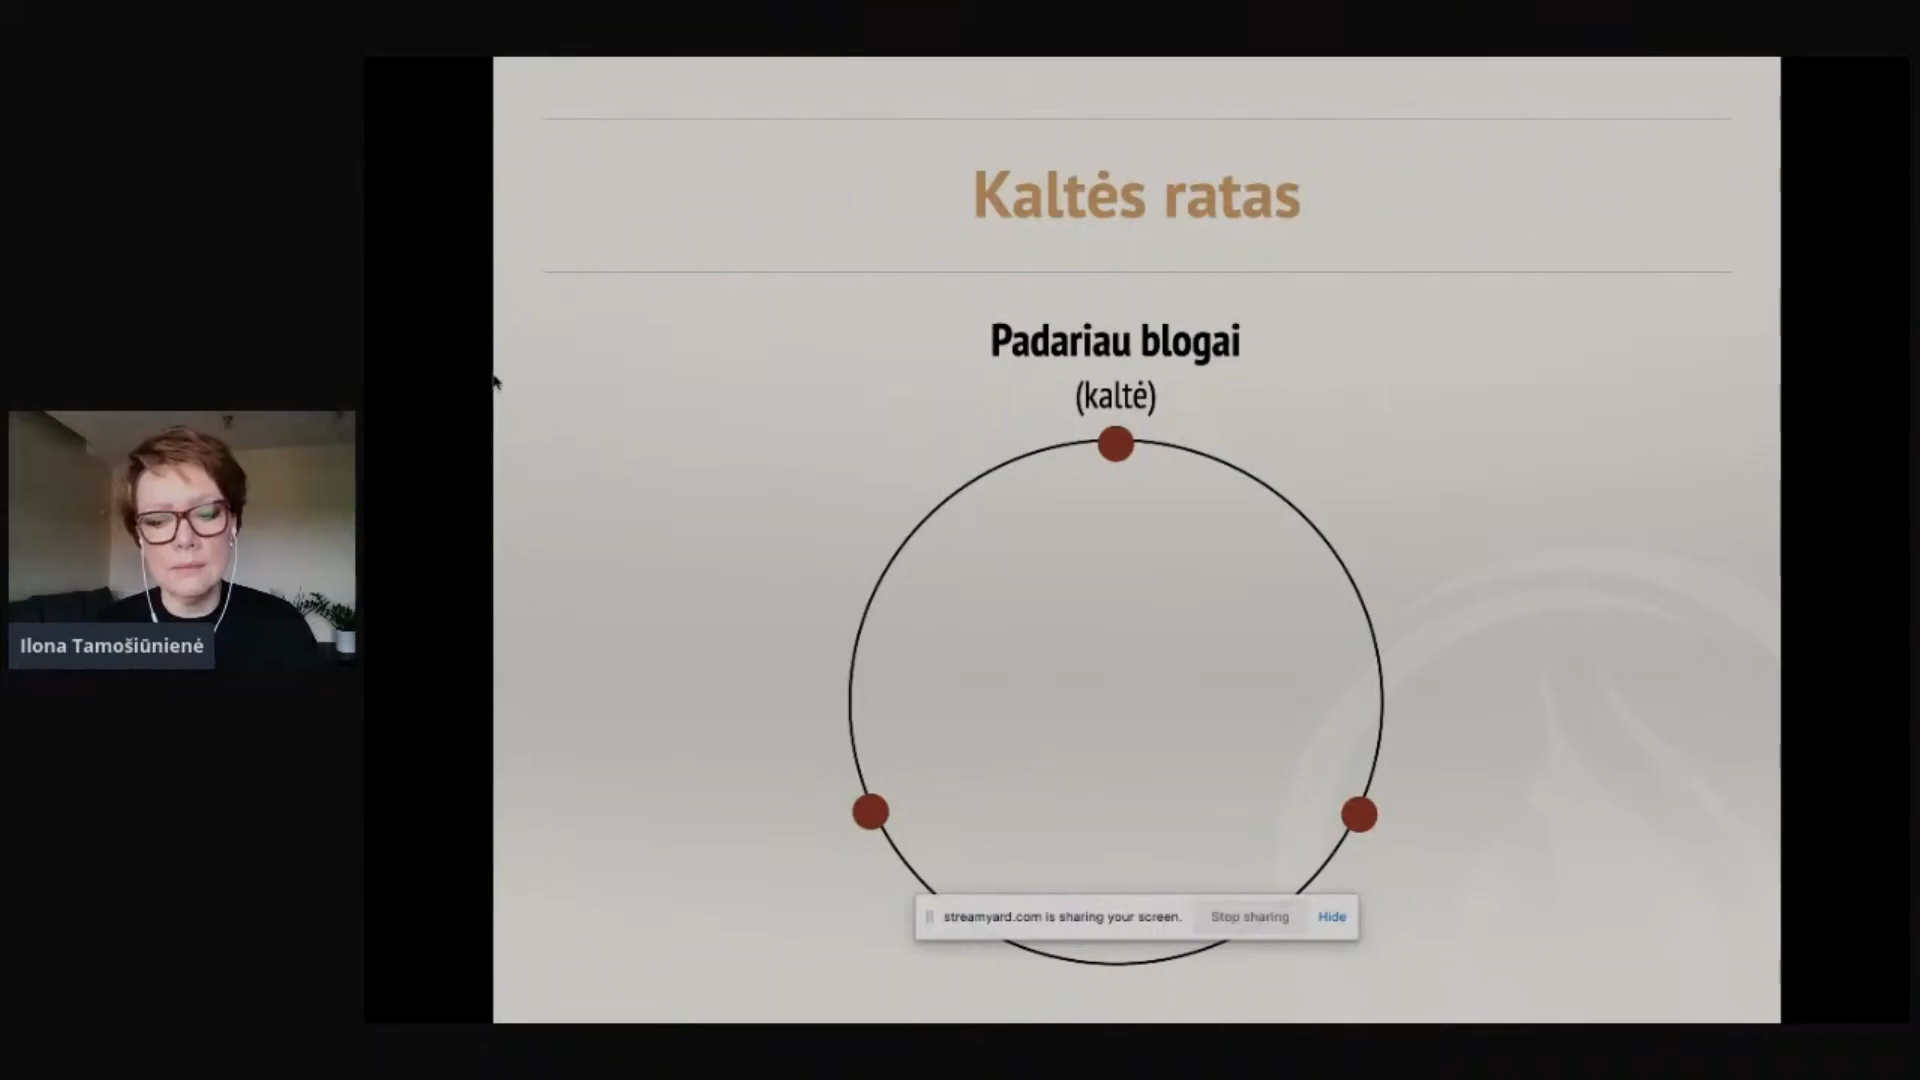 Kaltės ratas
Padariau blogai
(kaltė)
Ilona Tamošiūnienė
streamyard.com is sharing your screen. Stop sharing Hide